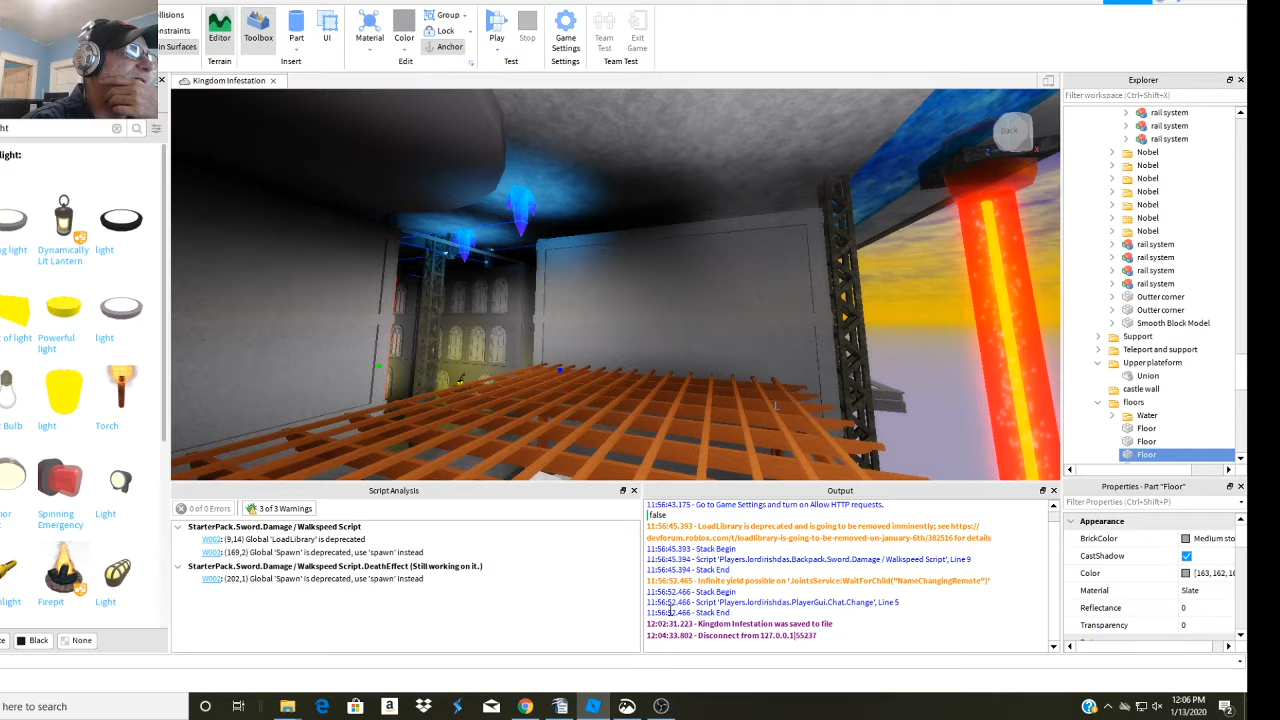 ollisions
onstraints
n Surfaces
Editor
Terrain
Toolbox
Part
UI
Insert
Material
Color
Group
Lock
Anchor
Edit
Play
Stop
Test
Game
Settings
Settings
Team
Test
Exit
Game
Team Test
Kingdom Infestation
Explorer
Filter workspace (Ctrl+Shift+X)
ht
light:
ng light
Dynamically
Lit Lantern
light
t of light
Powerful
light
light
Bulb
light
Torch
Spinning
Emergency
Light
nlight
Firepit
Light
Back
rail system
rail system
rail system
Nobel
Nobel
Nobel
Nobel
Nobel
Nobel
Nobel
rail system
rail system
rail system
rail system
Outter corner
Outter corner
Smooth Block Model
Support
Teleport and support
Upper plateform
Union
castle wall
floors
Water
Floor
Floor
Floor
Script Analysis
0 of 0 Errors
3 of 3 Warnings
StarterPack.Sword.Damage / Walkspeed Script
W002: (9,14) Global 'LoadLibrary' is deprecated
W002: (169,2) Global 'Spawn' is deprecated, use 'spawn' instead
StarterPack.Sword.Damage / Walkspeed Script.DeathEffect (Still working on it.)
W002: (202,1) Global 'Spawn' is deprecated, use 'spawn' instead
Output
11:56:43.175 - Go to Game Settings and turn on Allow HTTP requests.
false
11:56:45.393 - LoadLibrary is deprecated and is going to be removed imminently; see https://
devforum.roblox.com/t/loadlibrary-is-going-to-be-removed-on-january-6th/382516 for details
11:56:45.393 - Stack Begin
11:56:45.394 - Script 'Players.lordirishdas.Backpack.Sword.Damage / Walkspeed Script', Line 9
11:56:45.394 - Stack End
11:56:52.465 - Infinite yield possible on 'JointsService:WaitForChild("NameChangingRemote")'
11:56:52.466 - Stack Begin
11:56:52.466 - Script 'Players.lordirishdas.PlayerGui.Chat.Change', Line 5
11:56:52.466 - Stack End
12:02:31.223 - Kingdom Infestation was saved to file
12:04:33.802 - Disconnect from 127.0.0.1|55237
Properties - Part "Floor"
Filter Properties (Ctrl+Shift+P)
Appearance
BrickColor
Medium sto
CastShadow
Color
[163, 162, 16
Material
Slate
Reflectance
0
Transparency
0
te
Black
None
here to search
12:06 PM
1/13/2020
2